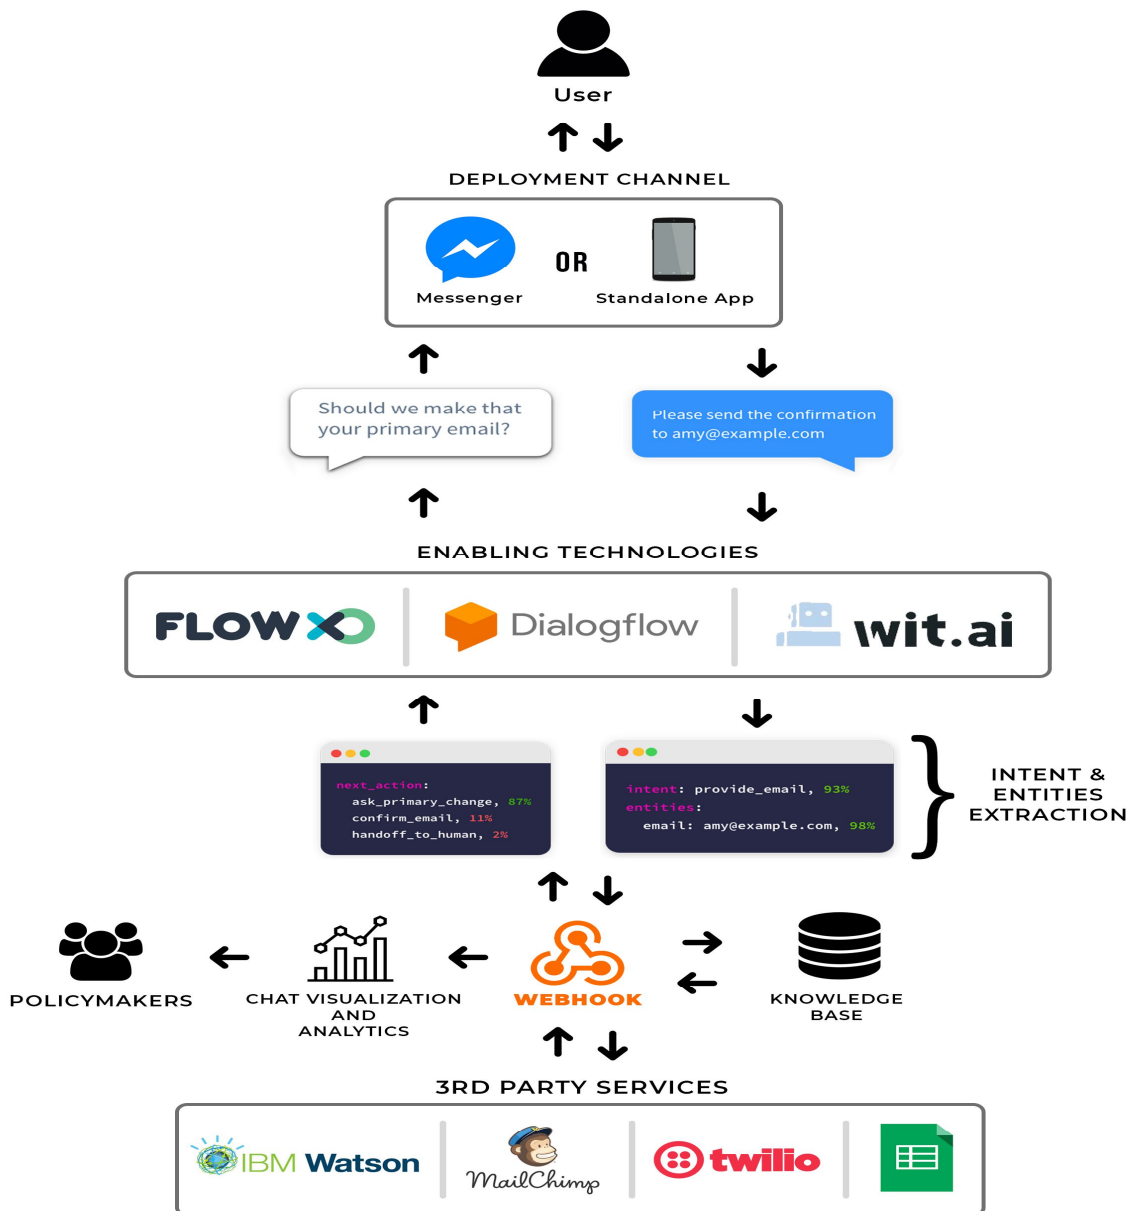 User
DEPLOYMENT CHANNEL
OR
Messenger
Standalone App
Should we make that
your primary email?
Please send the confirmation
to amy@example.com
ENABLING TECHNOLOGIES
FLOW XO
Dialogflow
wit.ai
next_action:
ask_primary_change, 87%
confirm_email, 11%
handoff_to_human, 2%
intent: provide_email, 93%
entities:
email: amy@example.com, 98%
INTENT &
ENTITIES
EXTRACTION
POLICYMAKERS
CHAT VISUALIZATION
AND
ANALYTICS
WEBHOOK
KNOWLEDGE
BASE
3RD PARTY SERVICES
IBM Watson
MailChimp
twilio